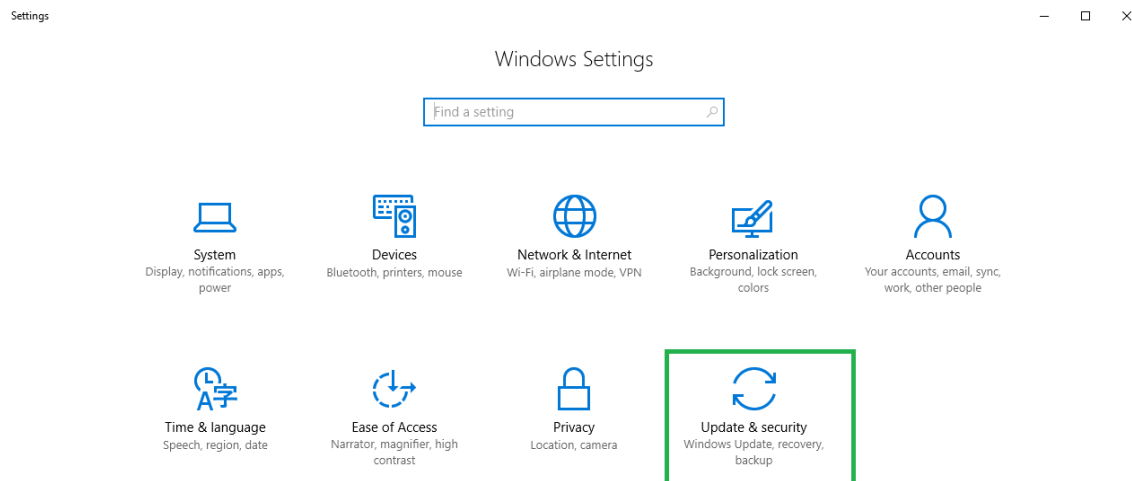 Settings
Windows Settings
Find a setting
System
Display, notifications, apps,
power
Devices
Bluetooth, printers, mouse
Network & Internet
Wi-Fi, airplane mode, VPN
Personalization
Background, lock screen,
colors
Accounts
Your accounts, email, sync,
work, other people
Time & language
Speech, region, date
Ease of Access
Narrator, magnifier, high
contrast
Privacy
Location, camera
Update & security
Windows Update, recovery,
backup